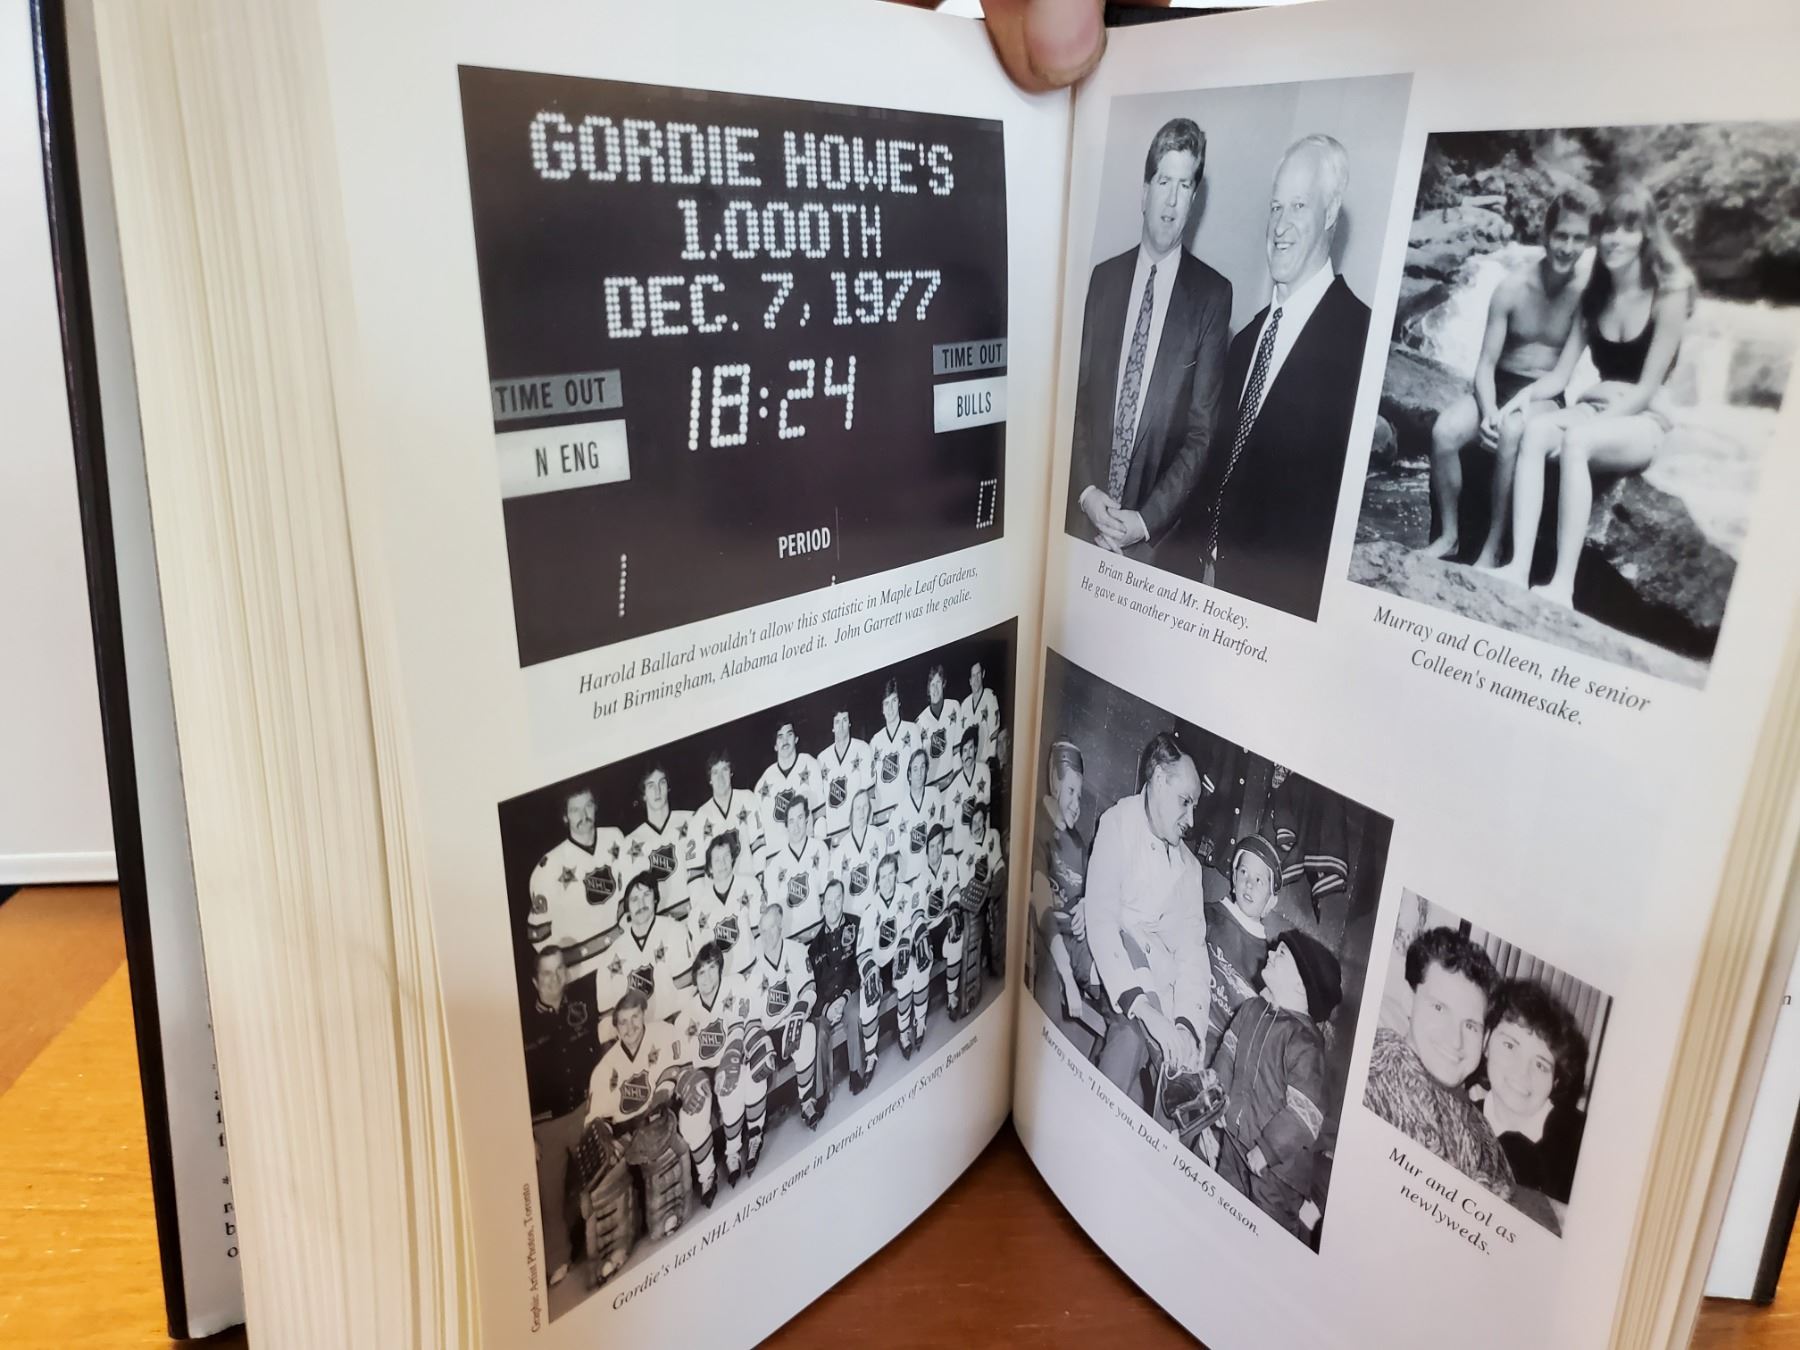 GORDIE HOWE'S
1,000TH
DEC. 7, 1977
18:24
TIME OUT
TIME OUT
N ENG
BULLS
1
0
PERIOD
Harold Ballard wouldn't allow this statistic in Maple Leaf Gardens,
but Birmingham, Alabama loved it. John Garrett was the goalie.
Gordie's last NHL All-Star game in Detroit, courtesy of Scotty Bowman.
Graphic Artist Photos, Toronto
Brian Burke and Mr. Hockey.
He gave us another year in Hartford.
Murray and Colleen, the senior
Colleen's namesake.
Murray says, "I love you, Dad." 1964-65 season.
Mur and Col as
newlyweds.